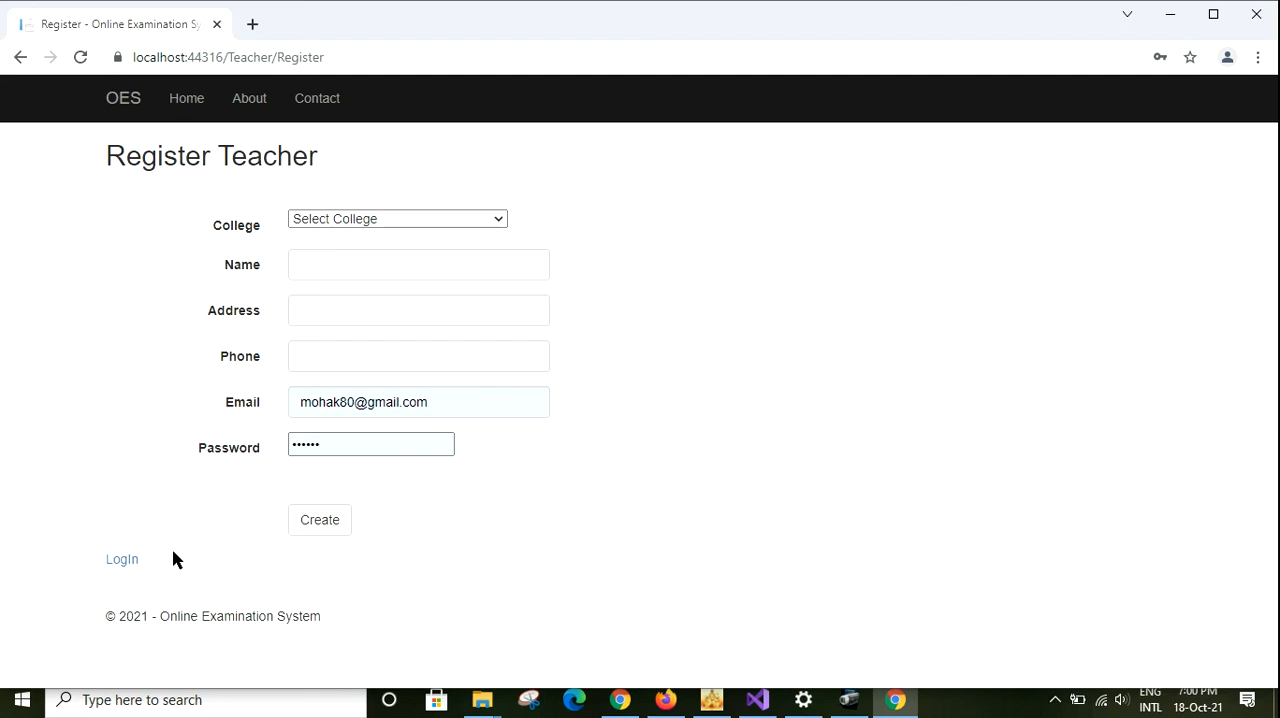 Register - Online Examination Sy
localhost:44316/Teacher/Register
OES Home About Contact
Register Teacher
College Select College
Name
Address
Phone
Email mohak80@gmail.com
Password ••••••
Create
LogIn
© 2021 - Online Examination System
Type here to search
ENG 7:00 PM
INTL 18-Oct-21